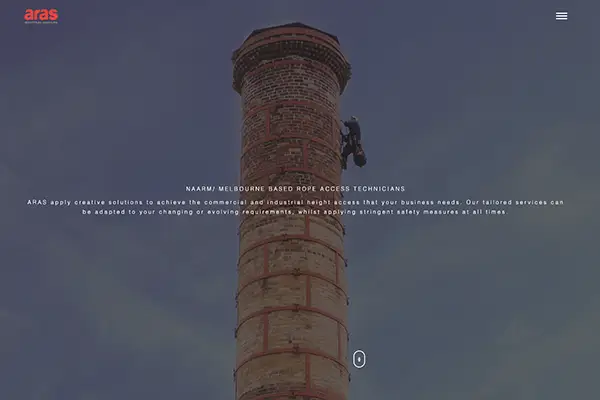 aras
NAARM/ MELBOURNE BASED ROPE ACCESS TECHNICIANS
ARAS apply creative solutions to achieve the commercial and industrial height access that your business needs. Our tailored services can
be adapted to your changing or evolving requirements, whilst applying stringent safety measures at all times.